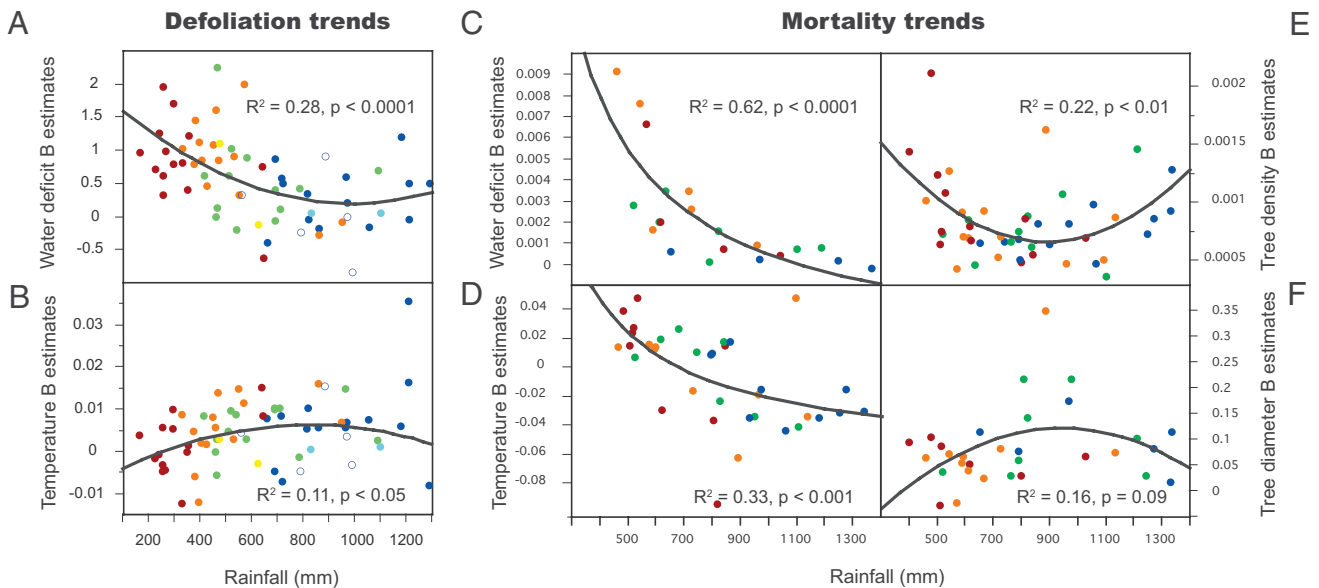 A
Defoliation trends
C
Mortality trends
E
Water deficit B estimates
2
1.5
1
0.5
0
-0.5
R² = 0.28, p < 0.0001
Water deficit B estimates
0.009
0.008
0.007
0.006
0.005
0.004
0.003
0.002
0.001
0
R² = 0.62, p < 0.0001
R² = 0.22, p < 0.01
0.002
0.0015
0.001
0.0005
Tree density B estimates
B
Temperature B estimates
0.03
0.02
0.01
0
-0.01
R² = 0.11, p < 0.05
D
Temperature B estimates
0.04
0.02
0
-0.02
-0.04
-0.06
-0.08
R² = 0.33, p < 0.001
R² = 0.16, p = 0.09
F
0.35
0.30
0.25
0.2
0.15
0.1
0.05
0
Tree diameter B estimates
200 400 600 800 1000 1200
500 700 900 1100 1300
500 700 900 1100 1300
Rainfall (mm)
Rainfall (mm)